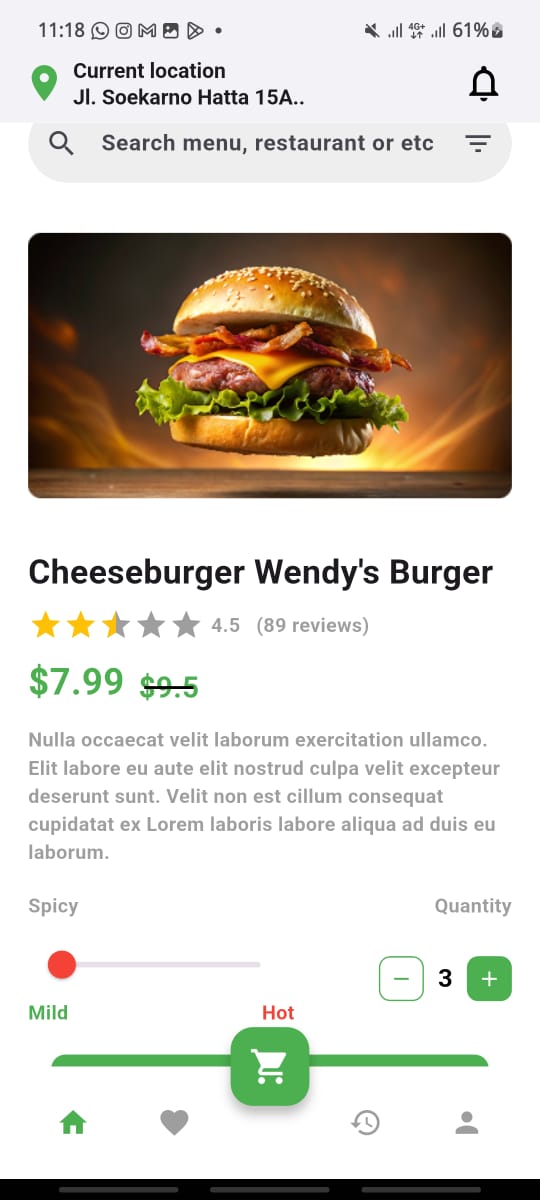 11:18
4G+
61%
Current location
Jl. Soekarno Hatta 15A..
Search menu, restaurant or etc
Cheeseburger Wendy's Burger
4.5 (89 reviews)
$7.99 $9.5
Nulla occaecat velit laborum exercitation ullamco.
Elit labore eu aute elit nostrud culpa velit excepteur
deserunt sunt. Velit non est cillum consequat
cupidatat ex Lorem laboris labore aliqua ad duis eu
laborum.
Spicy Quantity
3
Mild Hot